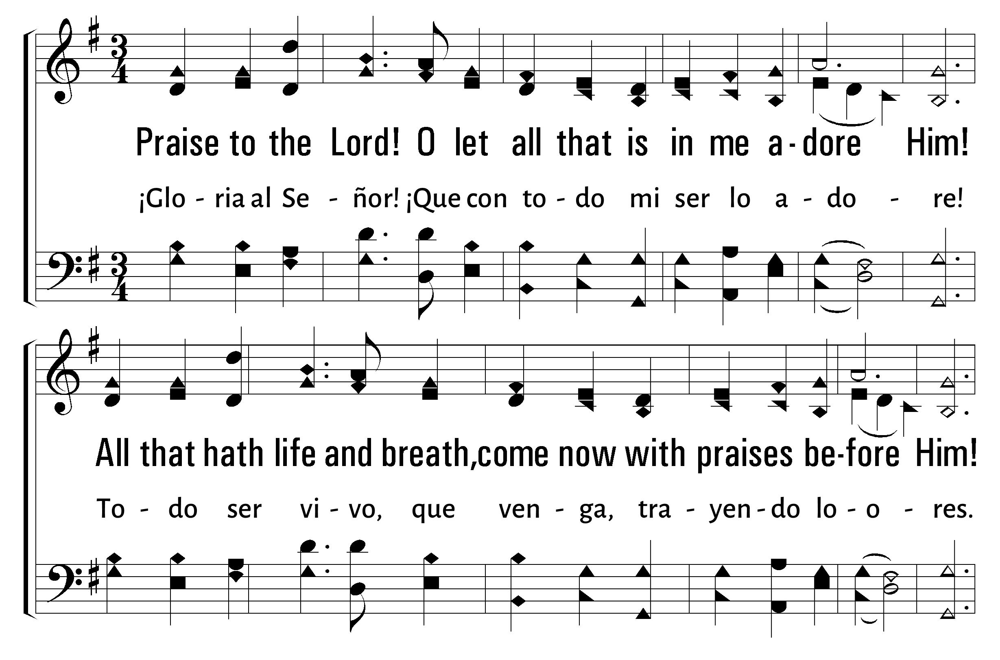 Praise to the Lord! O let all that is in me a - dore Him!
¡Glo - ria al Se - ñor! ¡Que con to - do mi ser lo a - do - re!
All that hath life and breath, come now with praises be - fore Him!
To - do ser vi - vo, que ven - ga, tra - yen - do lo - o - res.